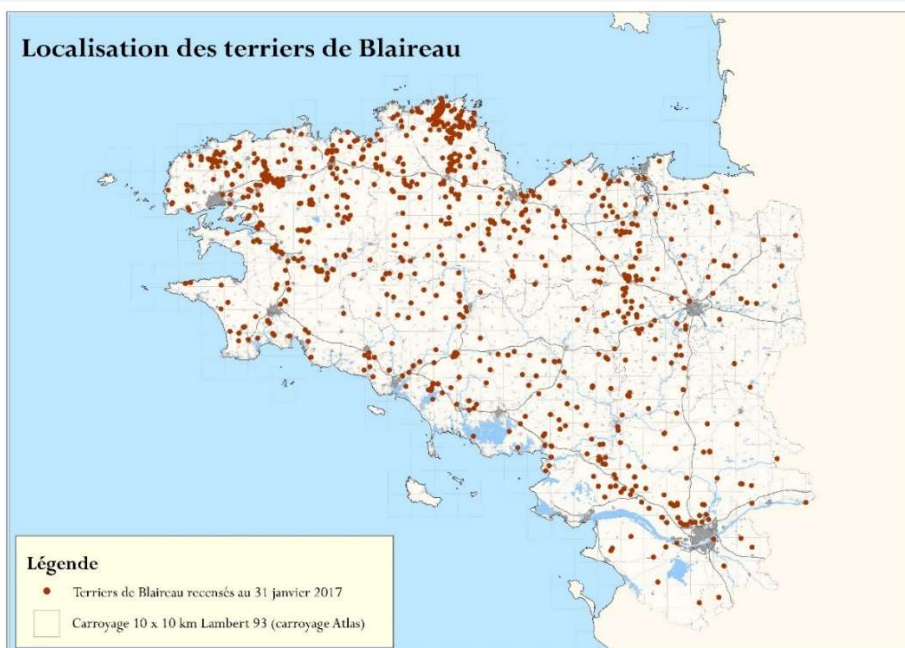 Localisation des terriers de Blaireau
Légende
Terriers de Blaireau recensés au 31 janvier 2017
Carroyage 10 x 10 km Lambert 93 (carroyage Atlas)